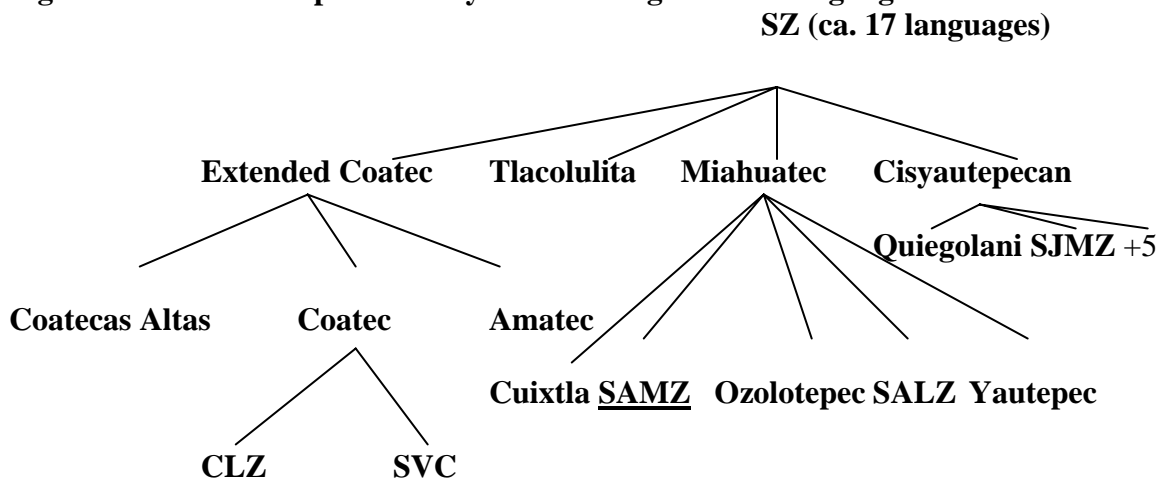 SZ (ca. 17 languages)
Extended Coatec Tlacolulita Miahuatec Cisyautepecan
Quiegolani SJMZ +5
Coatecas Altas Coatec Amatec
Cuixtla SAMZ Ozolotepec SALZ Yautepec
CLZ SVC